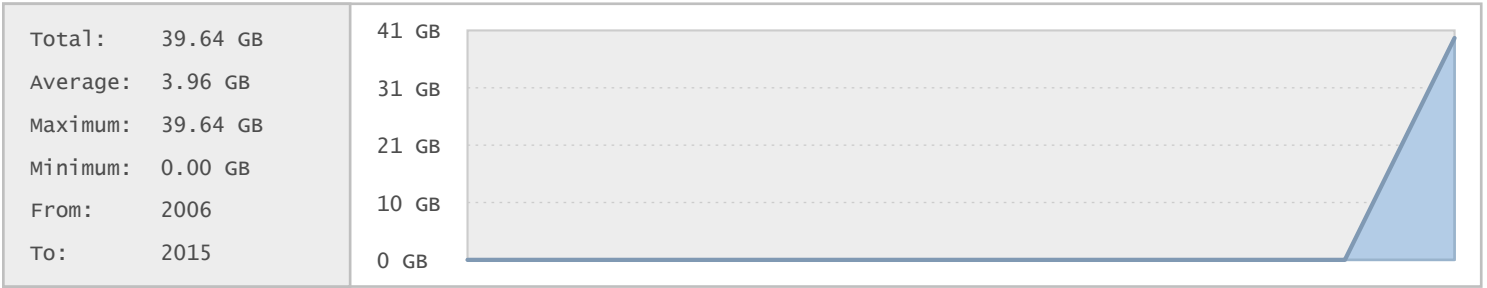 Total: 39.64 GB
Average: 3.96 GB
Maximum: 39.64 GB
Minimum: 0.00 GB
From: 2006
To: 2015
41 GB
31 GB
21 GB
10 GB
0 GB